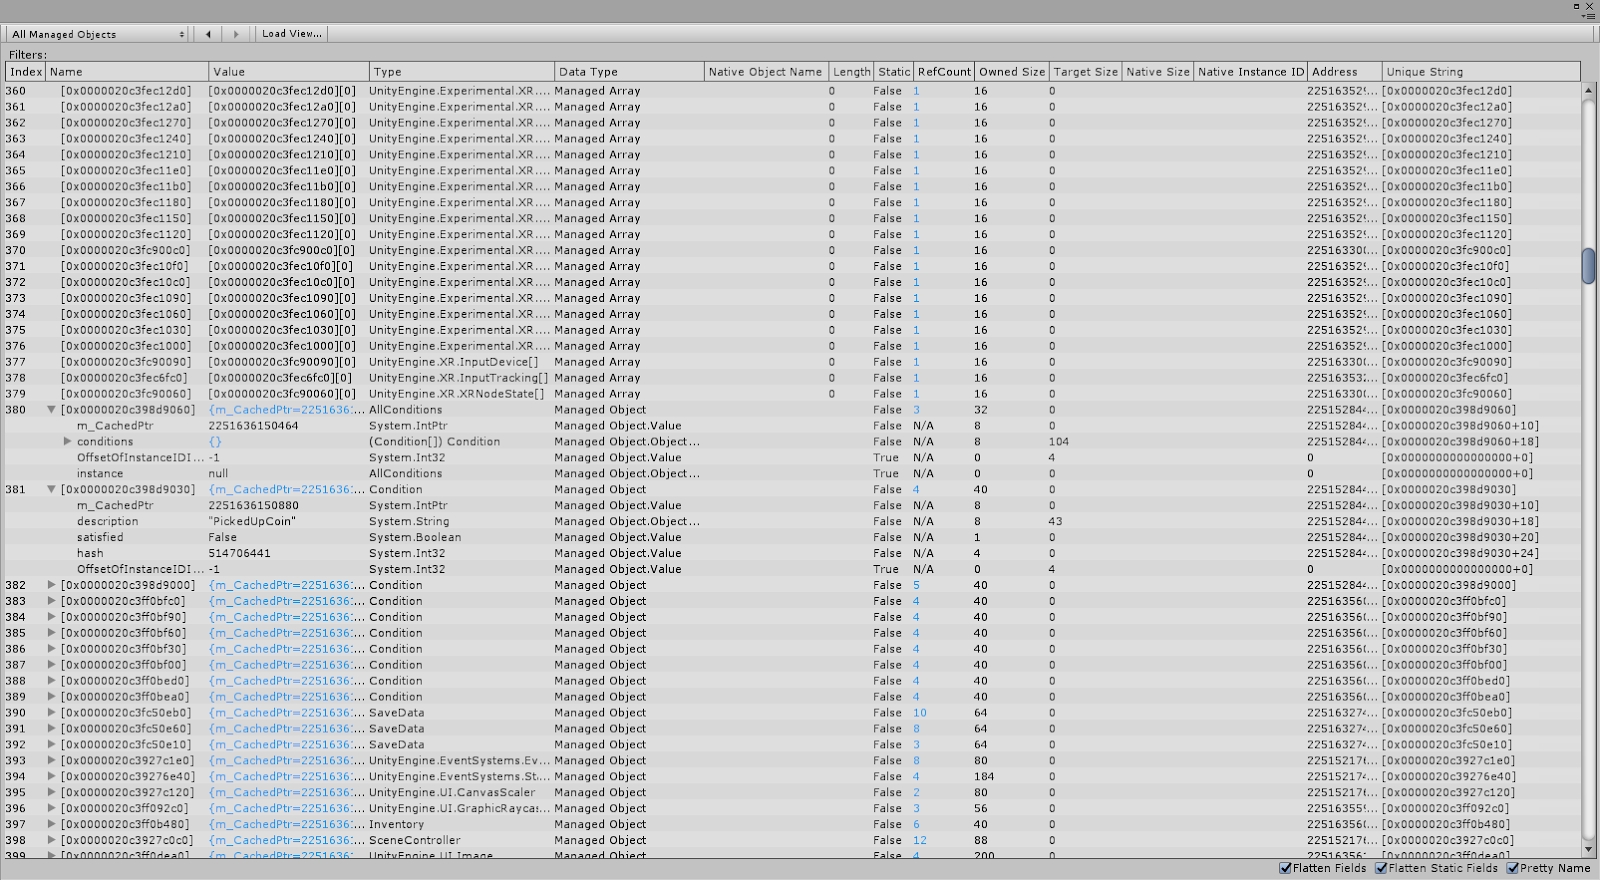 All Managed Objects Load View...
Filters:
Index Name Value Type Data Type Native Object Name Length Static RefCount Owned Size Target Size Native Size Native Instance ID Address Unique String
360 [0x0000020c3fec12d0] [0x0000020c3fec12d0][0] UnityEngine.Experimental.XR.... Managed Array 0 False 1 16 0 225163529... [0x0000020c3fec12d0]
361 [0x0000020c3fec12a0] [0x0000020c3fec12a0][0] UnityEngine.Experimental.XR.... Managed Array 0 False 1 16 0 225163529... [0x0000020c3fec12a0]
362 [0x0000020c3fec1270] [0x0000020c3fec1270][0] UnityEngine.Experimental.XR.... Managed Array 0 False 1 16 0 225163529... [0x0000020c3fec1270]
363 [0x0000020c3fec1240] [0x0000020c3fec1240][0] UnityEngine.Experimental.XR.... Managed Array 0 False 1 16 0 225163529... [0x0000020c3fec1240]
364 [0x0000020c3fec1210] [0x0000020c3fec1210][0] UnityEngine.Experimental.XR.... Managed Array 0 False 1 16 0 225163529... [0x0000020c3fec1210]
365 [0x0000020c3fec11e0] [0x0000020c3fec11e0][0] UnityEngine.Experimental.XR.... Managed Array 0 False 1 16 0 225163529... [0x0000020c3fec11e0]
366 [0x0000020c3fec11b0] [0x0000020c3fec11b0][0] UnityEngine.Experimental.XR.... Managed Array 0 False 1 16 0 225163529... [0x0000020c3fec11b0]
367 [0x0000020c3fec1180] [0x0000020c3fec1180][0] UnityEngine.Experimental.XR.... Managed Array 0 False 1 16 0 225163529... [0x0000020c3fec1180]
368 [0x0000020c3fec1150] [0x0000020c3fec1150][0] UnityEngine.Experimental.XR.... Managed Array 0 False 1 16 0 225163529... [0x0000020c3fec1150]
369 [0x0000020c3fec1120] [0x0000020c3fec1120][0] UnityEngine.Experimental.XR.... Managed Array 0 False 1 16 0 225163529... [0x0000020c3fec1120]
370 [0x0000020c3fc900c0] [0x0000020c3fc900c0][0] UnityEngine.Experimental.XR.... Managed Array 0 False 1 16 0 22516330(... [0x0000020c3fc900c0]
371 [0x0000020c3fec10f0] [0x0000020c3fec10f0][0] UnityEngine.Experimental.XR.... Managed Array 0 False 1 16 0 225163529... [0x0000020c3fec10f0]
372 [0x0000020c3fec10c0] [0x0000020c3fec10c0][0] UnityEngine.Experimental.XR.... Managed Array 0 False 1 16 0 225163529... [0x0000020c3fec10c0]
373 [0x0000020c3fec1090] [0x0000020c3fec1090][0] UnityEngine.Experimental.XR.... Managed Array 0 False 1 16 0 225163529... [0x0000020c3fec1090]
374 [0x0000020c3fec1060] [0x0000020c3fec1060][0] UnityEngine.Experimental.XR.... Managed Array 0 False 1 16 0 225163529... [0x0000020c3fec1060]
375 [0x0000020c3fec1030] [0x0000020c3fec1030][0] UnityEngine.Experimental.XR.... Managed Array 0 False 1 16 0 225163529... [0x0000020c3fec1030]
376 [0x0000020c3fec1000] [0x0000020c3fec1000][0] UnityEngine.Experimental.XR.... Managed Array 0 False 1 16 0 225163529... [0x0000020c3fec1000]
377 [0x0000020c3fc90090] [0x0000020c3fc90090][0] UnityEngine.XR.InputDevice[] Managed Array 0 False 1 16 0 22516330(... [0x0000020c3fc90090]
378 [0x0000020c3fec6fc0] [0x0000020c3fec6fc0][0] UnityEngine.XR.InputTracking[] Managed Array 0 False 1 16 0 22516353... [0x0000020c3fec6fc0]
379 [0x0000020c3fc90060] [0x0000020c3fc90060][0] UnityEngine.XR.XRNodeState[] Managed Array 0 False 1 16 0 22516330(... [0x0000020c3fc90060]
380 [0x0000020c398d9060] {m_CachedPtr=22516361... AllConditions Managed Object False 3 32 0 22515284... [0x0000020c398d9060]
m_CachedPtr 2251636150464 System.IntPtr Managed Object.Value False N/A 8 0 22515284... [0x0000020c398d9060+10]
conditions {} (Condition[]) Condition Managed Object.Object... False N/A 8 104 22515284... [0x0000020c398d9060+18]
OffsetOfInstanceIDI... -1 System.Int32 Managed Object.Value True N/A 0 4 0 [0x0000000000000000+0]
instance null AllConditions Managed Object.Object... True N/A 0 0 0 [0x0000000000000000+0]
381 [0x0000020c398d9030] {m_CachedPtr=22516361... Condition Managed Object False 4 40 0 22515284... [0x0000020c398d9030]
m_CachedPtr 2251636150880 System.IntPtr Managed Object.Value False N/A 8 0 22515284... [0x0000020c398d9030+10]
description "PickedUpCoin" System.String Managed Object.Object... False N/A 8 43 22515284... [0x0000020c398d9030+18]
satisfied False System.Boolean Managed Object.Value False N/A 1 0 22515284... [0x0000020c398d9030+20]
hash 514706441 System.Int32 Managed Object.Value False N/A 4 0 22515284... [0x0000020c398d9030+24]
OffsetOfInstanceIDI... -1 System.Int32 Managed Object.Value True N/A 0 4 0 [0x0000000000000000+0]
382 [0x0000020c398d9000] {m_CachedPtr=22516361... Condition Managed Object False 5 40 0 22515284... [0x0000020c398d9000]
383 [0x0000020c3ff0bfc0] {m_CachedPtr=22516361... Condition Managed Object False 4 40 0 22516356(... [0x0000020c3ff0bfc0]
384 [0x0000020c3ff0bf90] {m_CachedPtr=22516361... Condition Managed Object False 4 40 0 22516356(... [0x0000020c3ff0bf90]
385 [0x0000020c3ff0bf60] {m_CachedPtr=22516361... Condition Managed Object False 4 40 0 22516356(... [0x0000020c3ff0bf60]
386 [0x0000020c3ff0bf30] {m_CachedPtr=22516361... Condition Managed Object False 4 40 0 22516356(... [0x0000020c3ff0bf30]
387 [0x0000020c3ff0bf00] {m_CachedPtr=22516361... Condition Managed Object False 4 40 0 22516356(... [0x0000020c3ff0bf00]
388 [0x0000020c3ff0bed0] {m_CachedPtr=22516361... Condition Managed Object False 4 40 0 22516356(... [0x0000020c3ff0bed0]
389 [0x0000020c3ff0bea0] {m_CachedPtr=22516361... Condition Managed Object False 4 40 0 22516356(... [0x0000020c3ff0bea0]
390 [0x0000020c3fc50eb0] {m_CachedPtr=22516361... SaveData Managed Object False 10 64 0 22516327... [0x0000020c3fc50eb0]
391 [0x0000020c3fc50e60] {m_CachedPtr=22516361... SaveData Managed Object False 8 64 0 22516327... [0x0000020c3fc50e60]
392 [0x0000020c3fc50e10] {m_CachedPtr=22516361... SaveData Managed Object False 3 64 0 22516327... [0x0000020c3fc50e10]
393 [0x0000020c3927c1e0] {m_CachedPtr=22516361... UnityEngine.EventSystems.Ev... Managed Object False 8 80 0 22515217... [0x0000020c3927c1e0]
394 [0x0000020c39276e40] {m_CachedPtr=22516361... UnityEngine.EventSystems.St... Managed Object False 4 184 0 22515217... [0x0000020c39276e40]
395 [0x0000020c3927c120] {m_CachedPtr=22516361... UnityEngine.UI.CanvasScaler Managed Object False 2 80 0 22515217... [0x0000020c3927c120]
396 [0x0000020c3ff092c0] {m_CachedPtr=22516361... UnityEngine.UI.GraphicRayca... Managed Object False 3 56 0 22516355... [0x0000020c3ff092c0]
397 [0x0000020c3ff0b480] {m_CachedPtr=22516361... Inventory Managed Object False 6 40 0 22516356(... [0x0000020c3ff0b480]
398 [0x0000020c3927c0c0] {m_CachedPtr=22516361... SceneController Managed Object False 12 88 0 22515217... [0x0000020c3927c0c0]
399 [0x0000020c3ff0dea0] {m_CachedPtr=22516361... UnityEngine.UI.Image Managed Object False 4 200 0 22516356... [0x0000020c3ff0dea0]
Flatten Fields Flatten Static Fields Pretty Name